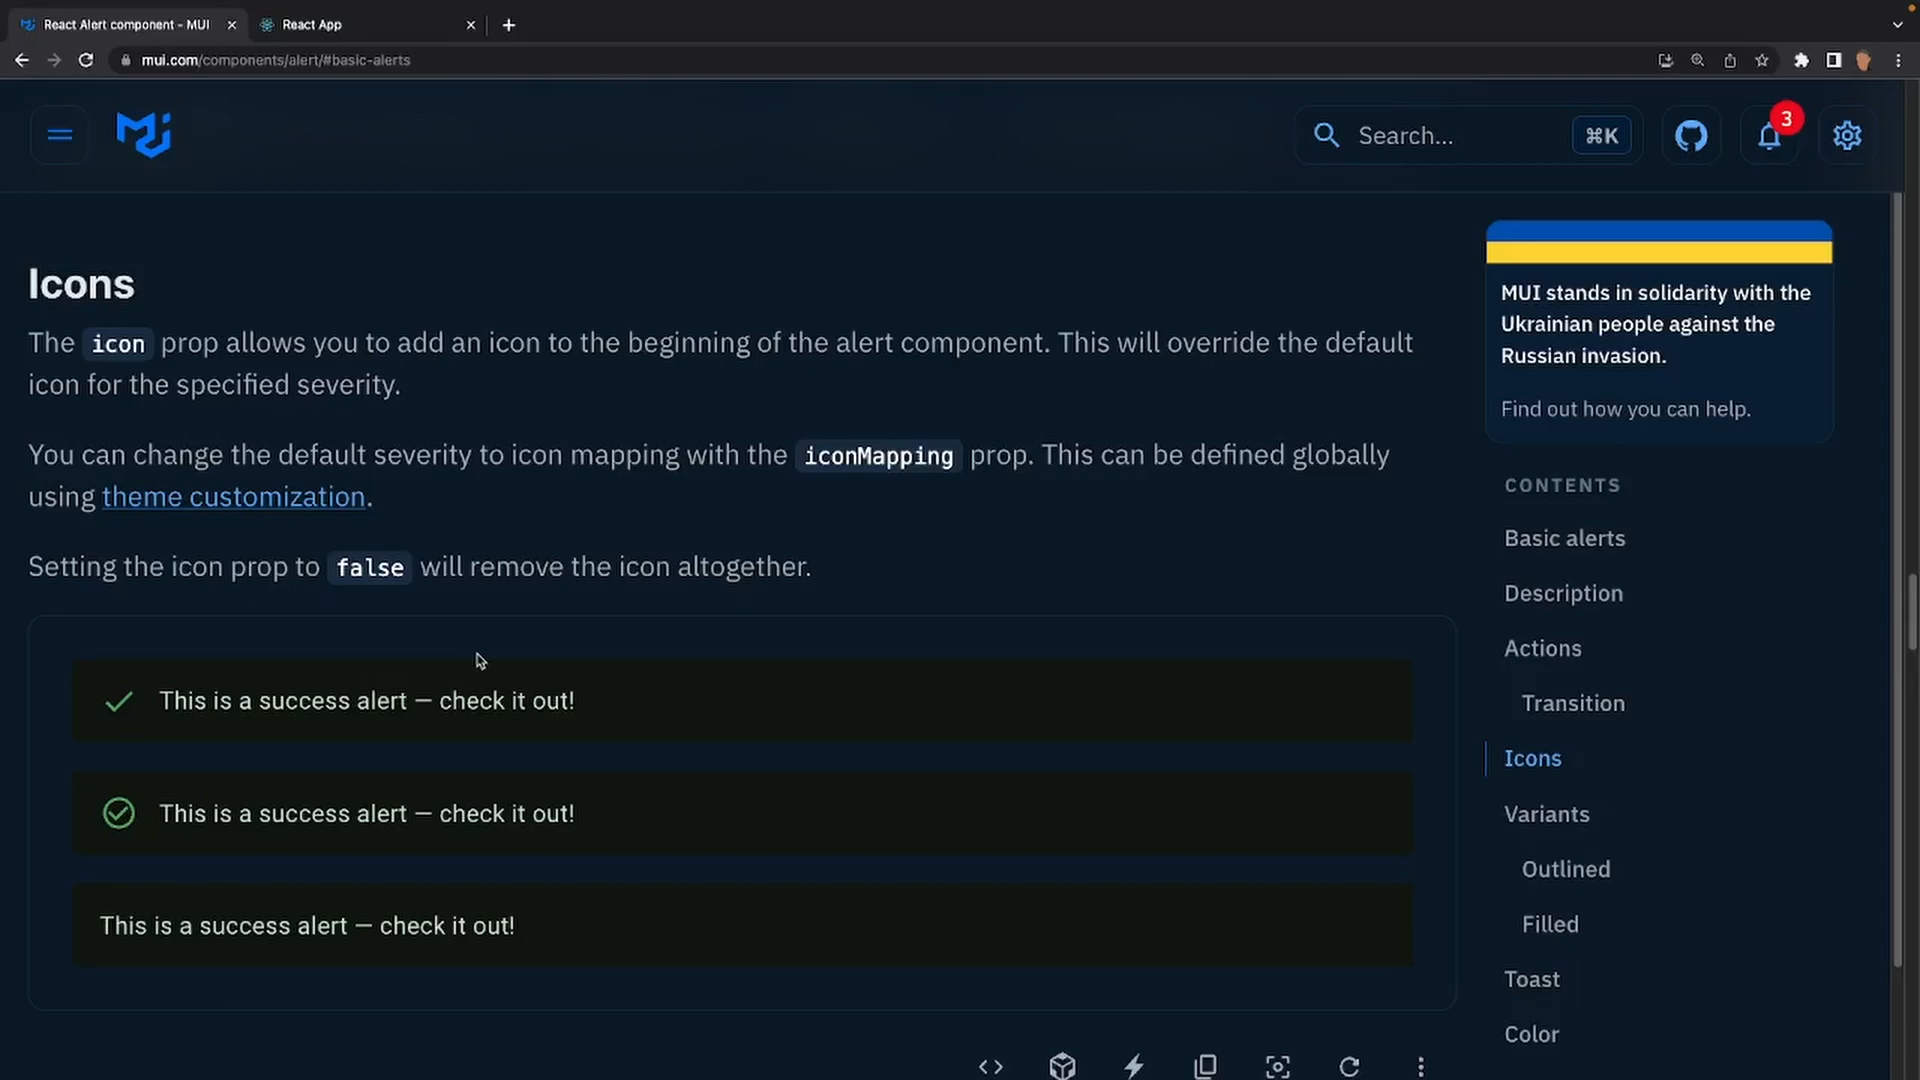 React Alert component - MUI
React App
mui.com/components/alert/#basic-alerts
Search...
⌘K
3
Icons
The icon prop allows you to add an icon to the beginning of the alert component. This will override the default
icon for the specified severity.
You can change the default severity to icon mapping with the iconMapping prop. This can be defined globally
using theme customization.
Setting the icon prop to false will remove the icon altogether.
This is a success alert — check it out!
This is a success alert — check it out!
This is a success alert — check it out!
MUI stands in solidarity with the
Ukrainian people against the
Russian invasion.
Find out how you can help.
CONTENTS
Basic alerts
Description
Actions
Transition
Icons
Variants
Outlined
Filled
Toast
Color